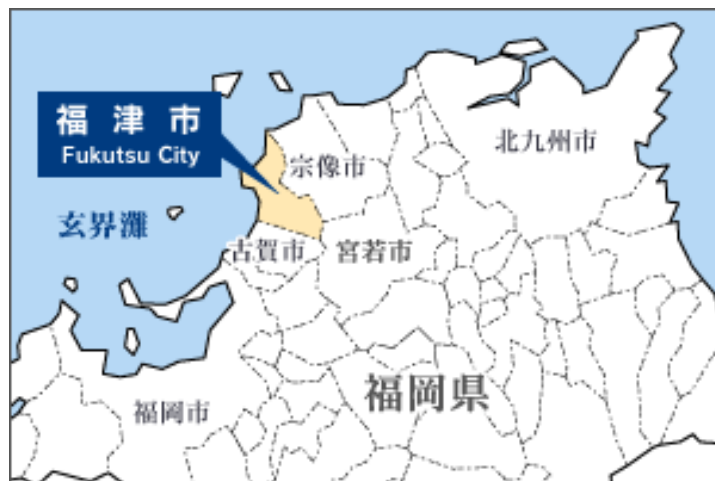 福津市
Fukutsu City
北九州市
宗像市
玄界灘
古賀市
宮若市
福岡県
福岡市